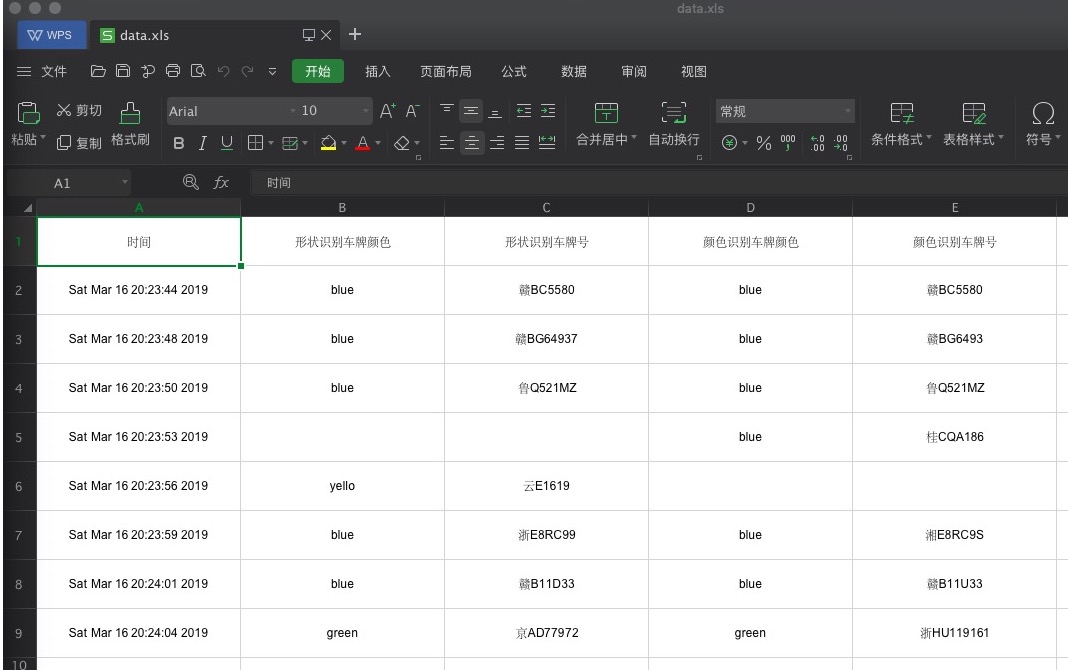 data.xls
WPS data.xls
文件 开始 插入 页面布局 公式 数据 审阅 视图
剪切 Arial 10 A+ A- 常规
粘贴 复制 格式刷 B I U A 合并居中 自动换行 % 000 .00 .00 条件格式 表格样式 符号
A1 fx 时间
A B C D E
1 时间 形状识别车牌颜色 形状识别车牌号 颜色识别车牌颜色 颜色识别车牌号
2 Sat Mar 16 20:23:44 2019 blue 赣BC5580 blue 赣BC5580
3 Sat Mar 16 20:23:48 2019 blue 赣BG64937 blue 赣BG6493
4 Sat Mar 16 20:23:50 2019 blue 鲁Q521MZ blue 鲁Q521MZ
5 Sat Mar 16 20:23:53 2019 blue 桂CQA186
6 Sat Mar 16 20:23:56 2019 yello 云E1619
7 Sat Mar 16 20:23:59 2019 blue 浙E8RC99 blue 湘E8RC9S
8 Sat Mar 16 20:24:01 2019 blue 赣B11D33 blue 赣B11U33
9 Sat Mar 16 20:24:04 2019 green 京AD77972 green 浙HU119161
10